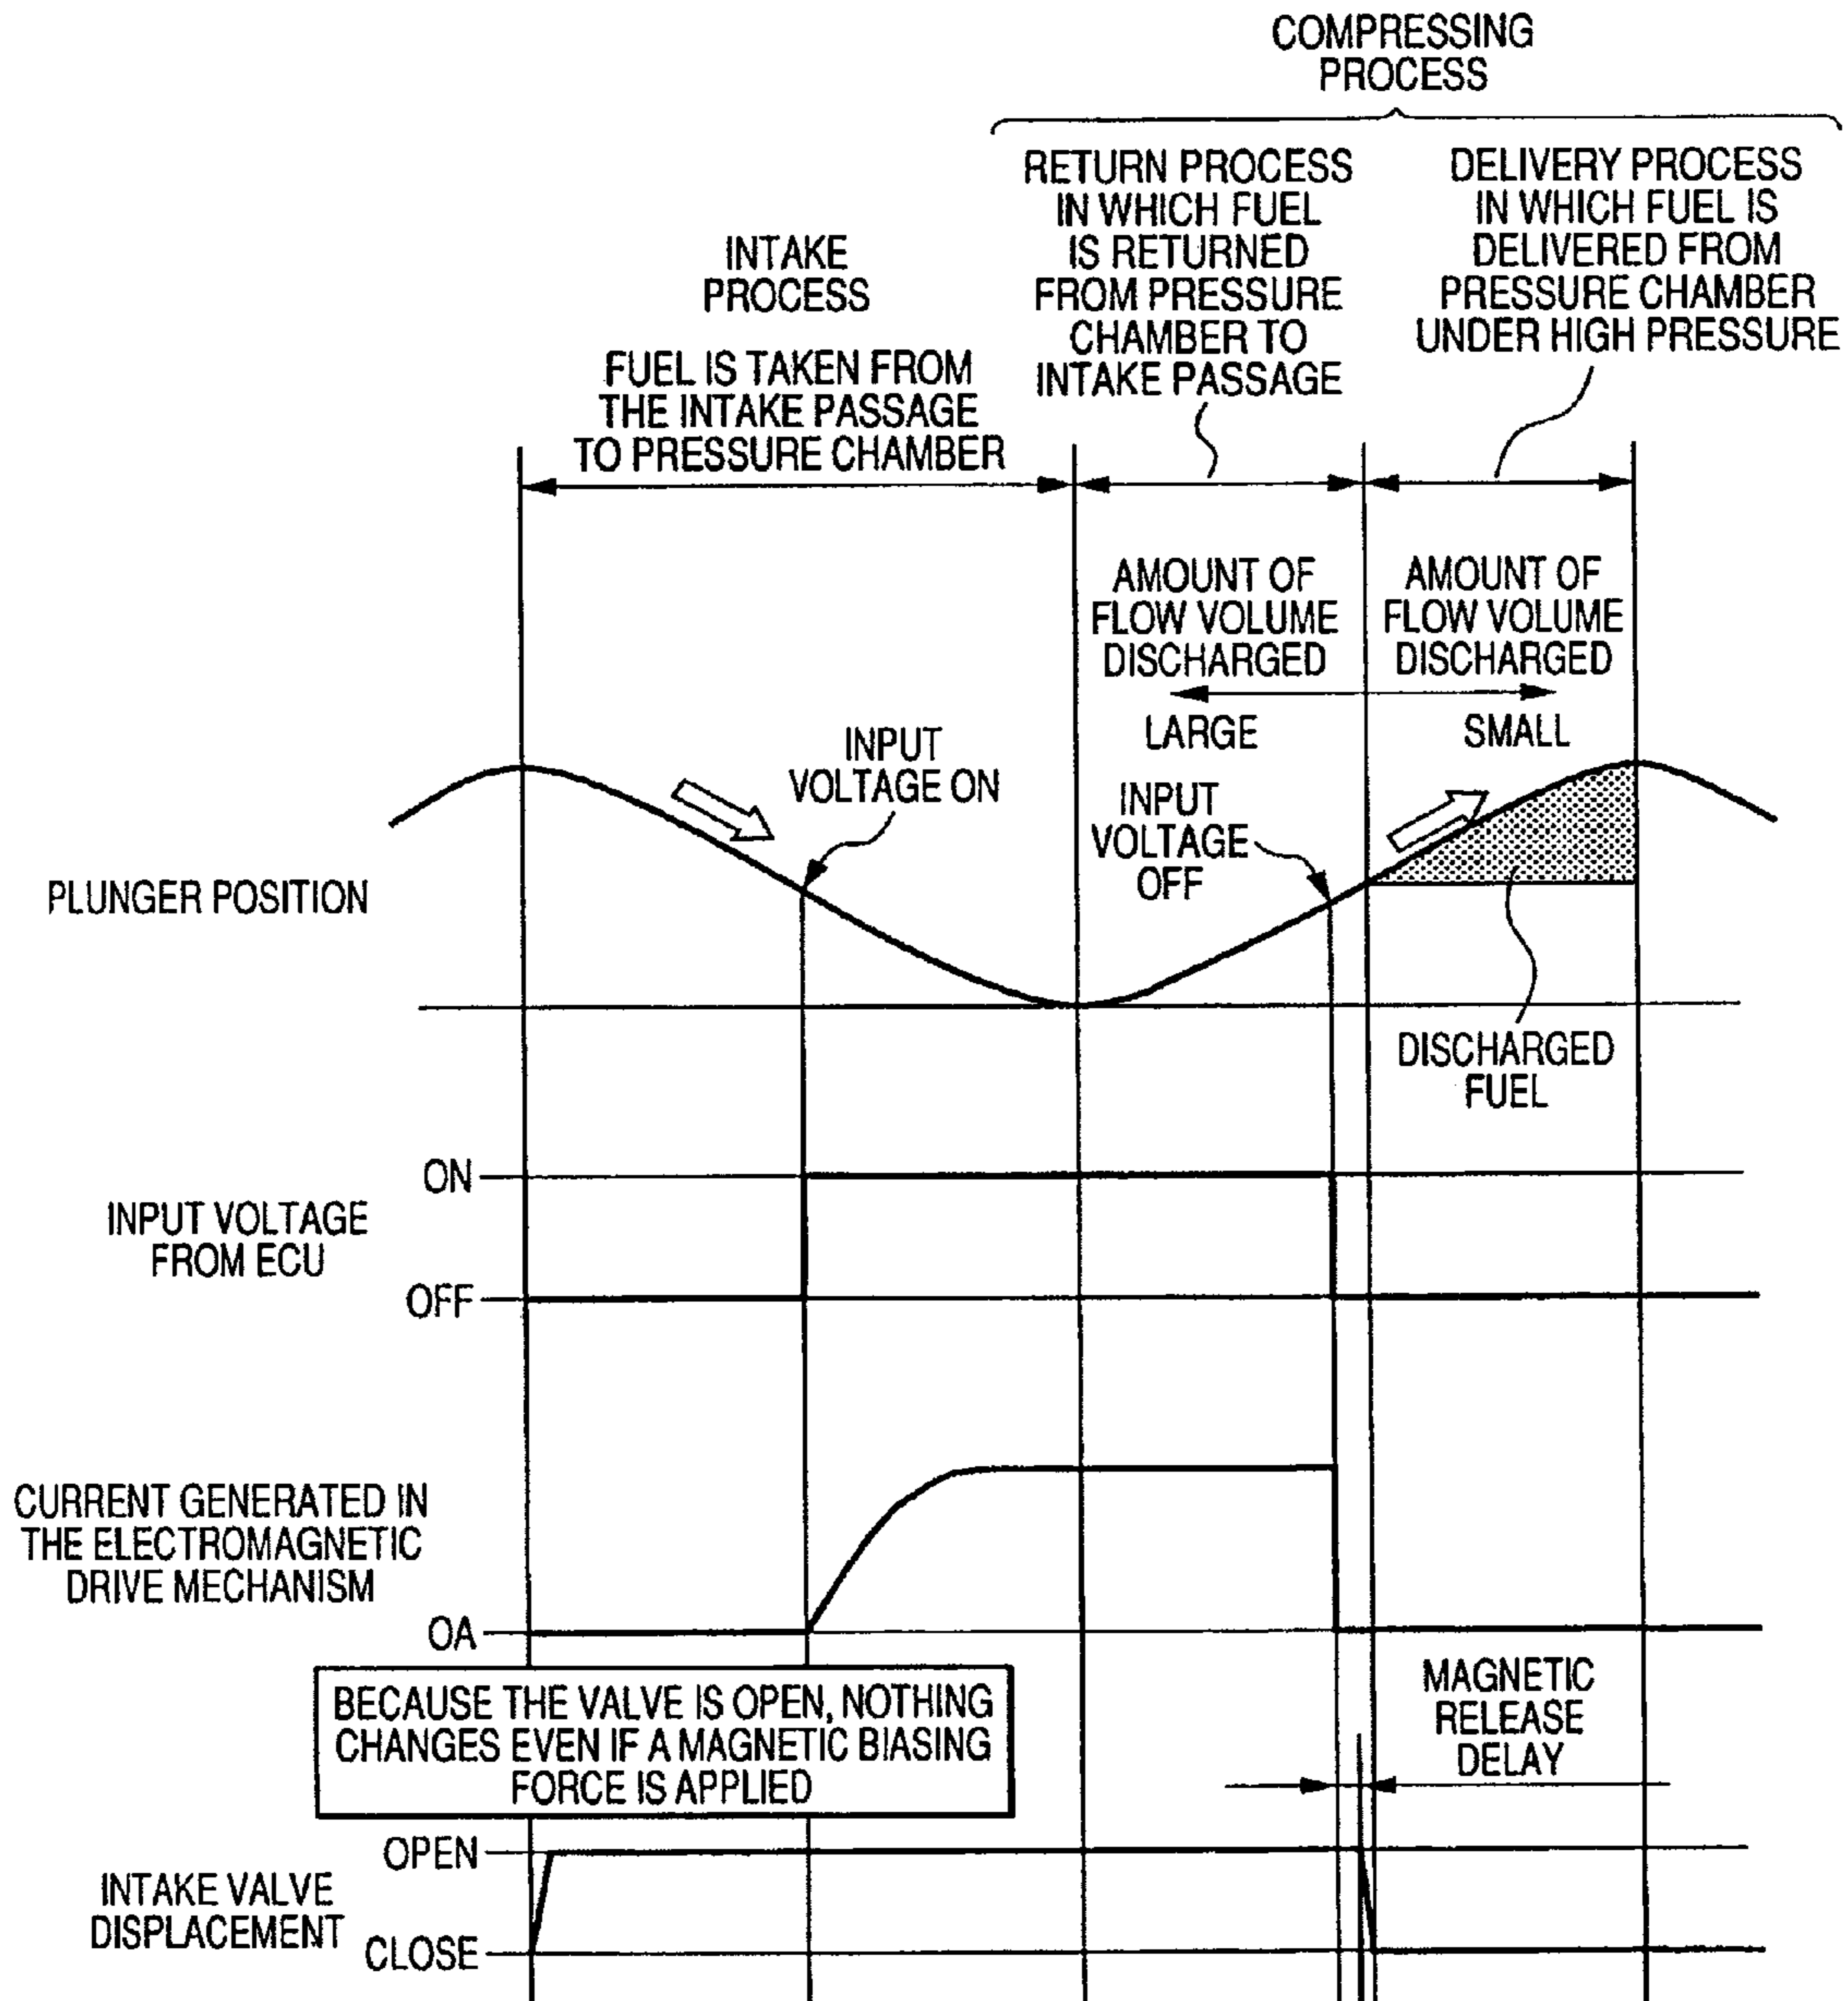 COMPRESSING
PROCESS
RETURN PROCESS
IN WHICH FUEL
IS RETURNED
FROM PRESSURE
CHAMBER TO
INTAKE PASSAGE
DELIVERY PROCESS
IN WHICH FUEL IS
DELIVERED FROM
PRESSURE CHAMBER
UNDER HIGH PRESSURE
INTAKE
PROCESS
FUEL IS TAKEN FROM
THE INTAKE PASSAGE
TO PRESSURE CHAMBER
AMOUNT OF
FLOW VOLUME
DISCHARGED
LARGE
AMOUNT OF
FLOW VOLUME
DISCHARGED
SMALL
INPUT
VOLTAGE ON
INPUT
VOLTAGE
OFF
PLUNGER POSITION
DISCHARGED
FUEL
ON
INPUT VOLTAGE
FROM ECU
OFF
CURRENT GENERATED IN
THE ELECTROMAGNETIC
DRIVE MECHANISM
OA
BECAUSE THE VALVE IS OPEN, NOTHING
CHANGES EVEN IF A MAGNETIC BIASING
FORCE IS APPLIED
MAGNETIC
RELEASE
DELAY
OPEN
INTAKE VALVE
DISPLACEMENT
CLOSE